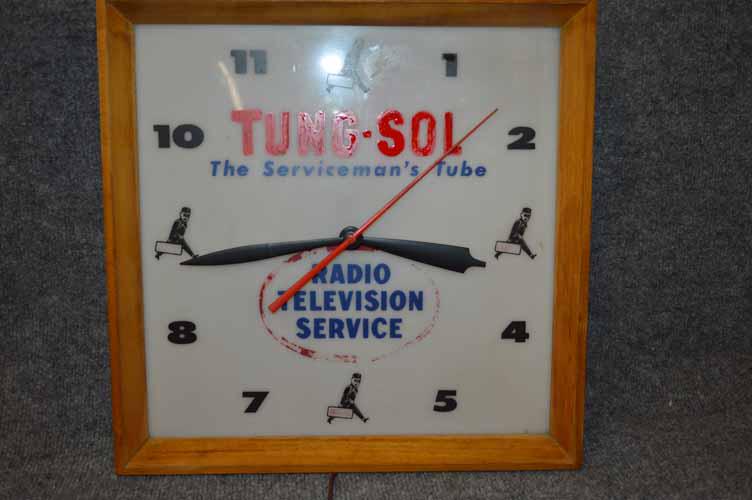 11 1
10 2
TUNG-SOL
The Serviceman's Tube
RADIO
TELEVISION
SERVICE
8 4
7 5